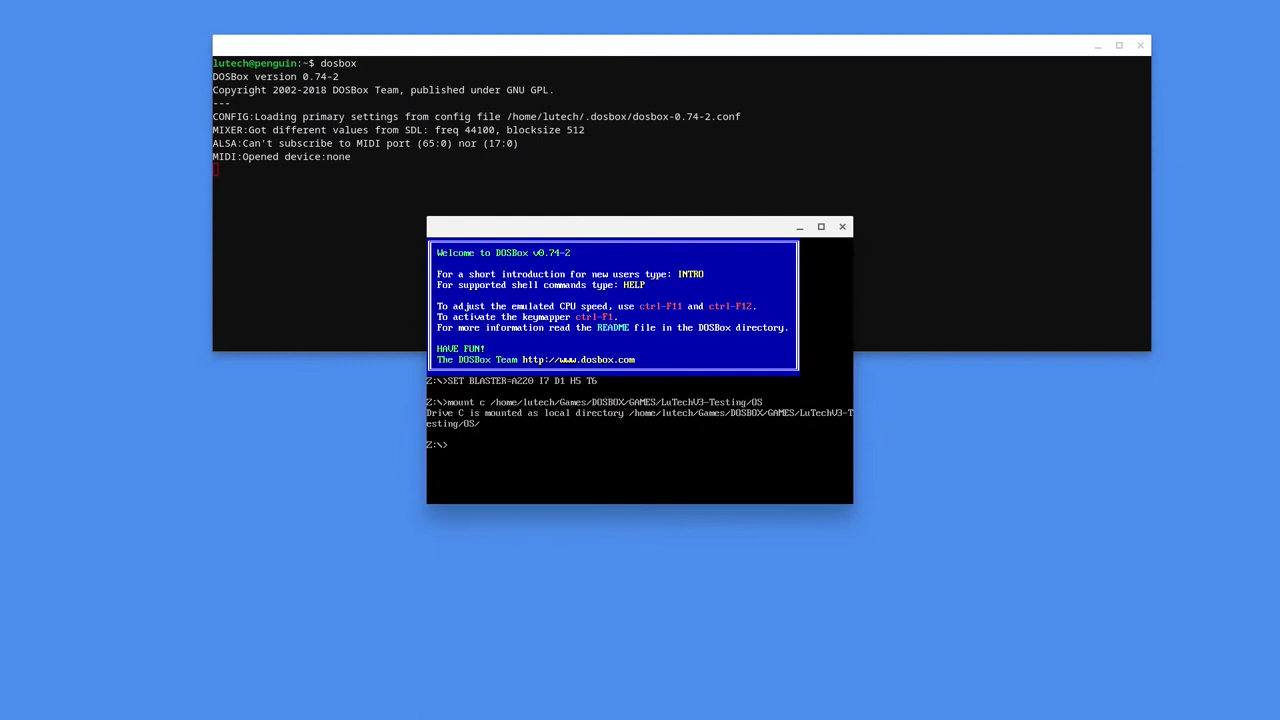 lutech@penguin:~$ dosbox
DOSBox version 0.74-2
Copyright 2002-2018 DOSBox Team, published under GNU GPL.
---
CONFIG:Loading primary settings from config file /home/lutech/.dosbox/dosbox-0.74-2.conf
MIXER:Got different values from SDL: freq 44100, blocksize 512
ALSA:Can't subscribe to MIDI port (65:0) nor (17:0)
MIDI:Opened device:none
Welcome to DOSBox v0.74-2
For a short introduction for new users type: INTRO
For supported shell commands type: HELP
To adjust the emulated CPU speed, use ctrl-F11 and ctrl-F12.
To activate the keymapper ctrl-F1.
For more information read the README file in the DOSBox directory.
HAVE FUN!
The DOSBox Team http://www.dosbox.com
Z:\>SET BLASTER=A220 I7 D1 H5 T6
Z:\>mount c /home/lutech/Games/DOSBOX/GAMES/LuTechV3-Testing/OS
Drive C is mounted as local directory /home/lutech/Games/DOSBOX/GAMES/LuTechV3-T
esting/OS/
Z:\>